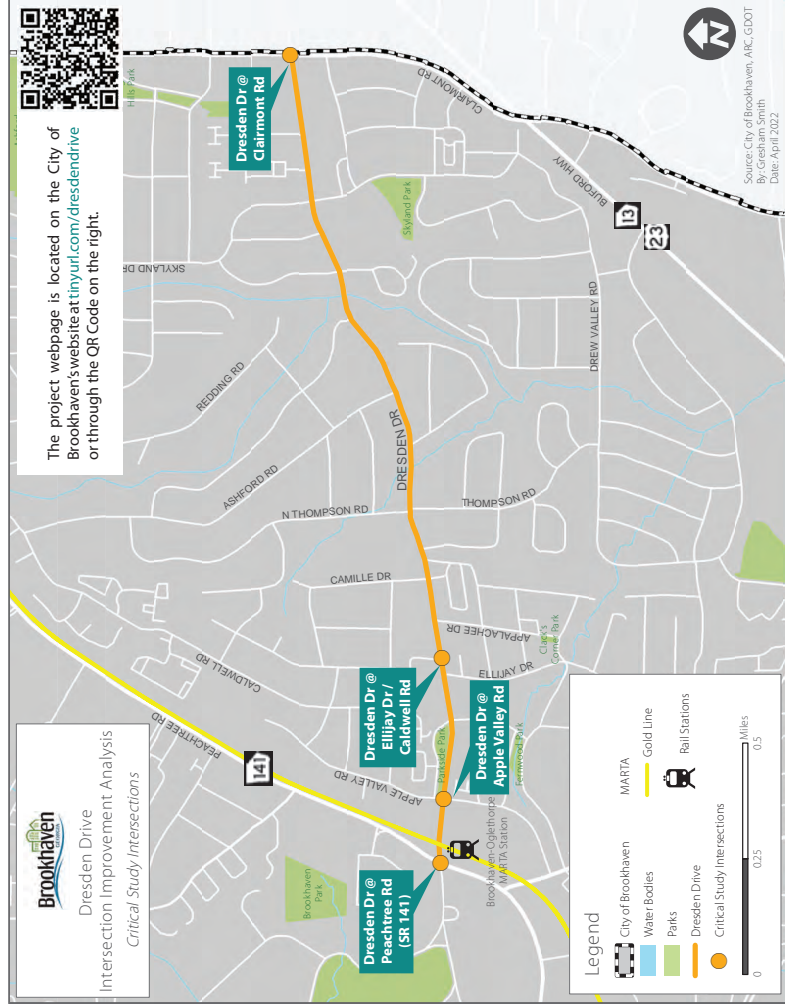 Brookhaven
GEORGIA
Dresden Drive
Intersection Improvement Analysis
Critical Study Intersections
The project webpage is located on the City of
Brookhaven's website at tinyurl.com/dresdendrive
or through the QR Code on the right.
Hills Park
Dresden Dr @
Clairmont Rd
CLAIRMONT RD
SKYLAND DR
Skyland Park
BUFORD HWY
13
23
REDDING RD
DREW VALLEY RD
ASHFORD RD
DRESDEN DR
N THOMPSON RD
THOMPSON RD
CAMILLE DR
APPALACHEE DR
Clack's
Corner Park
CALDWELL RD
ELLIJAY DR
Dresden Dr @
Ellijay Dr /
Caldwell Rd
PEACHTREE RD
141
Parkside Park
Fernwood Park
Dresden Dr @
Apple Valley Rd
APPLE VALLEY RD
Brookhaven-Oglethorpe
MARTA Station
Brookhaven
Park
Dresden Dr @
Peachtree Rd
(SR 141)
Legend
City of Brookhaven
Water Bodies
Parks
Dresden Drive
Critical Study Intersections
MARTA
Gold Line
Rail Stations
0
0.25
0.5
Miles
N
Source: City of Brookhaven, ARC, GDOT
By: Gresham Smith
Date: April 2022